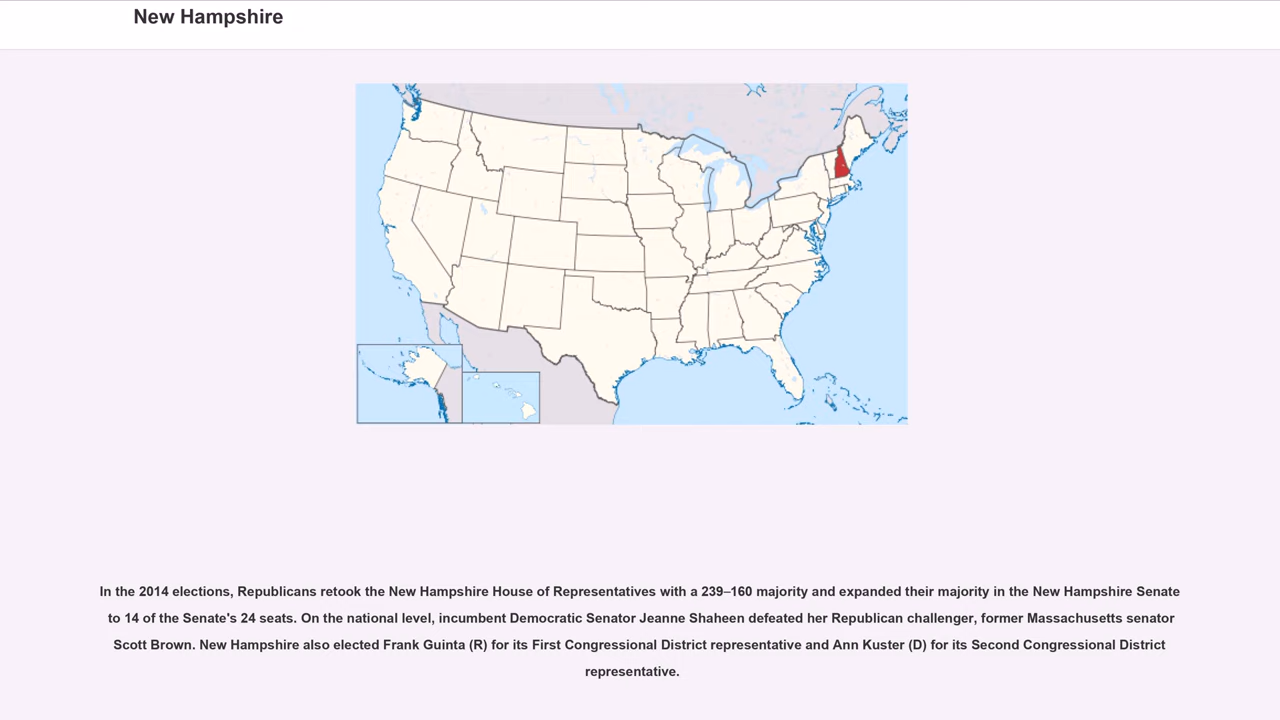 New Hampshire
In the 2014 elections, Republicans retook the New Hampshire House of Representatives with a 239–160 majority and expanded their majority in the New Hampshire Senate
to 14 of the Senate's 24 seats. On the national level, incumbent Democratic Senator Jeanne Shaheen defeated her Republican challenger, former Massachusetts senator
Scott Brown. New Hampshire also elected Frank Guinta (R) for its First Congressional District representative and Ann Kuster (D) for its Second Congressional District
representative.